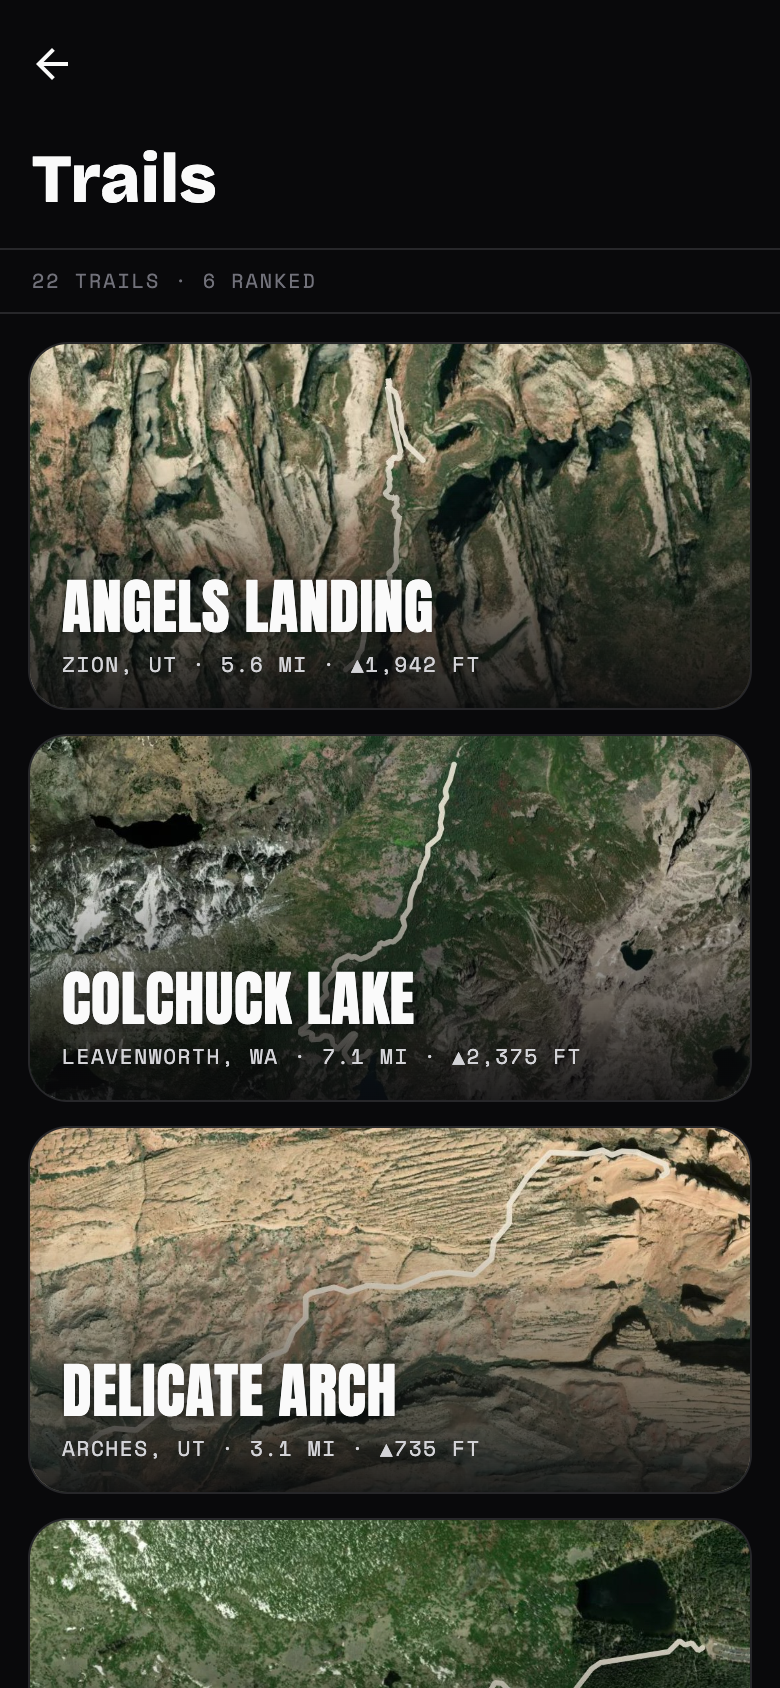 Trails
22 TRAILS · 6 RANKED
ANGELS LANDING
ZION, UT · 5.6 MI · ▲1,942 FT
COLCHUCK LAKE
LEAVENWORTH, WA · 7.1 MI · ▲2,375 FT
DELICATE ARCH
ARCHES, UT · 3.1 MI · ▲735 FT